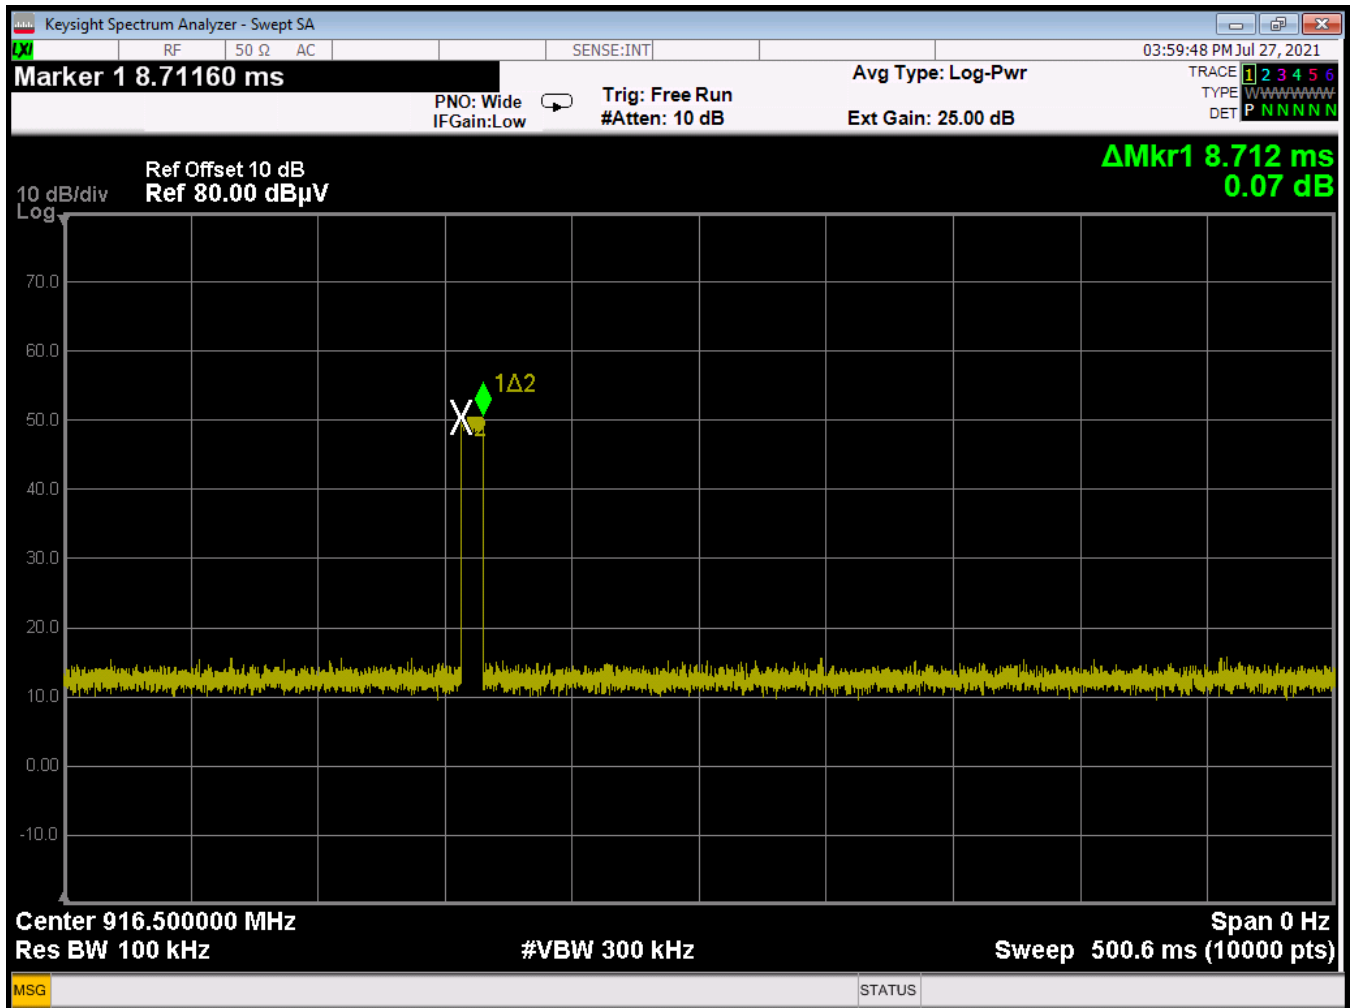 Keysight Spectrum Analyzer - Swept SA
LXI RF 50 Ω AC SENSE:INT 03:59:48 PM Jul 27, 2021
Marker 1 8.71160 ms
PNO: Wide
IFGain:Low
Trig: Free Run
#Atten: 10 dB
Avg Type: Log-Pwr
Ext Gain: 25.00 dB
TRACE 1 2 3 4 5 6
TYPE WWWWWW
DET P N N N N N
ΔMkr1 8.712 ms
0.07 dB
Ref Offset 10 dB
10 dB/div Ref 80.00 dBμV
Log
70.0
60.0
1Δ2
50.0
X 2
40.0
30.0
20.0
10.0
0.00
-10.0
Center 916.500000 MHz Span 0 Hz
Res BW 100 kHz #VBW 300 kHz Sweep 500.6 ms (10000 pts)
MSG STATUS